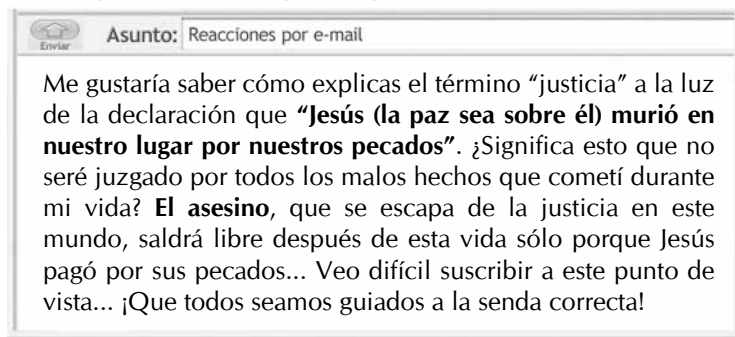 Enviar
Asunto: Reacciones por e-mail
Me gustaría saber cómo explicas el término “justicia” a la luz
de la declaración que “Jesús (la paz sea sobre él) murió en
nuestro lugar por nuestros pecados”. ¿Significa esto que no
seré juzgado por todos los malos hechos que cometí durante
mi vida? El asesino, que se escapa de la justicia en este
mundo, saldrá libre después de esta vida sólo porque Jesús
pagó por sus pecados... Veo difícil suscribir a este punto de
vista... ¡Que todos seamos guiados a la senda correcta!